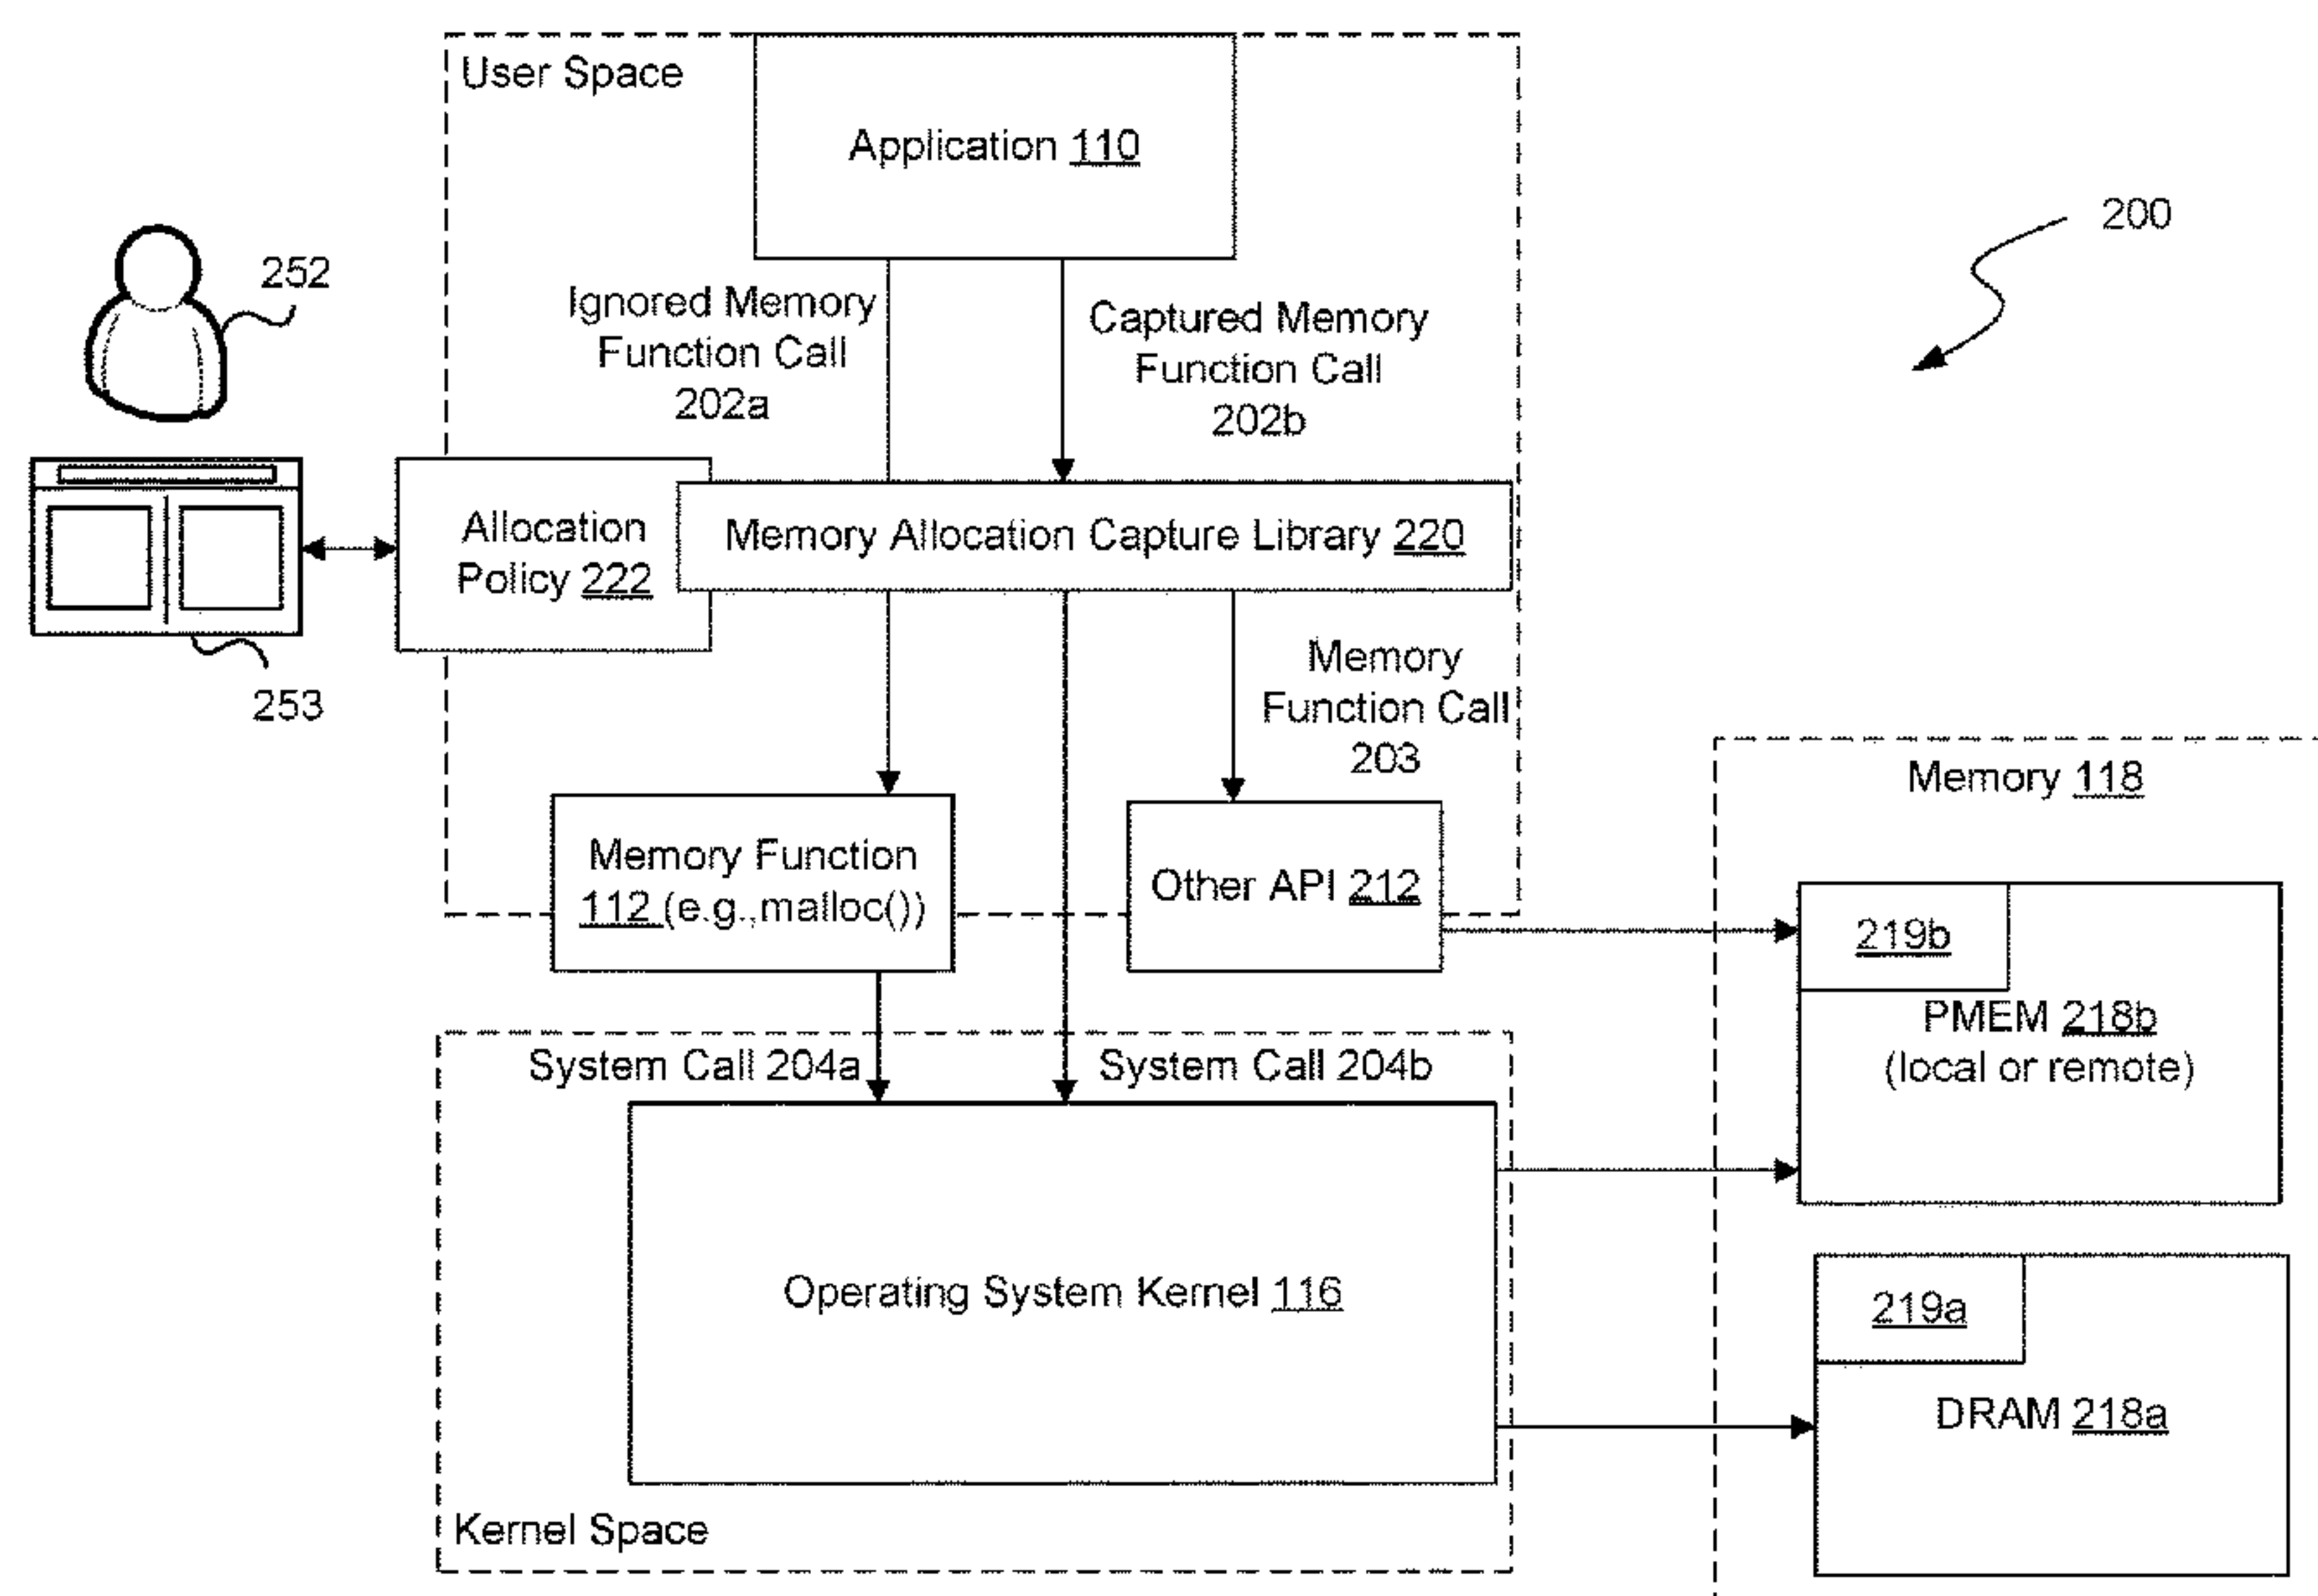 User Space
Application 110
200
252
Ignored Memory
Function Call
202a
Captured Memory
Function Call
202b
Allocation
Policy 222
Memory Allocation Capture Library 220
253
Memory
Function Call
203
Memory 118
Memory Function
112 (e.g.,malloc())
Other API 212
219b
PMEM 218b
(local or remote)
System Call 204a
System Call 204b
Operating System Kernel 116
219a
DRAM 218a
Kernel Space